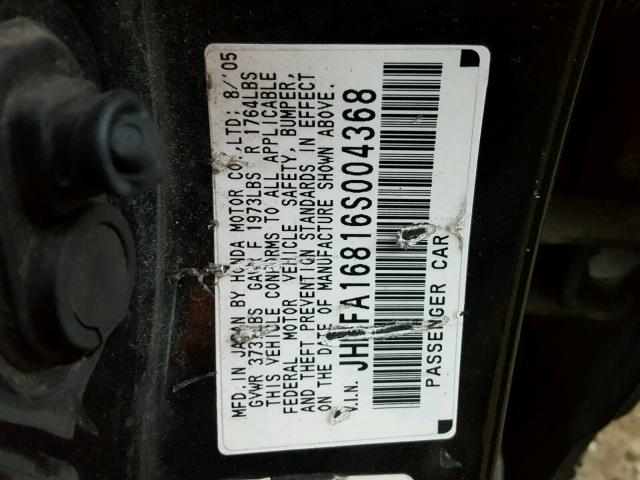 MFD. IN JAPAN BY HONDA MOTOR CO.,LTD; 8/'05
GVWR 373 LBS GAWR F 1973LBS R 1764LBS
THIS VEHICLE CONFORMS TO ALL APPLICABLE
FEDERAL MOTOR VEHICLE SAFETY, BUMPER,
AND THEFT PREVENTION STANDARDS IN EFFECT
ON THE DATE OF MANUFACTURE SHOWN ABOVE.
V.I.N. JHMFA16816S004368
PASSENGER CAR